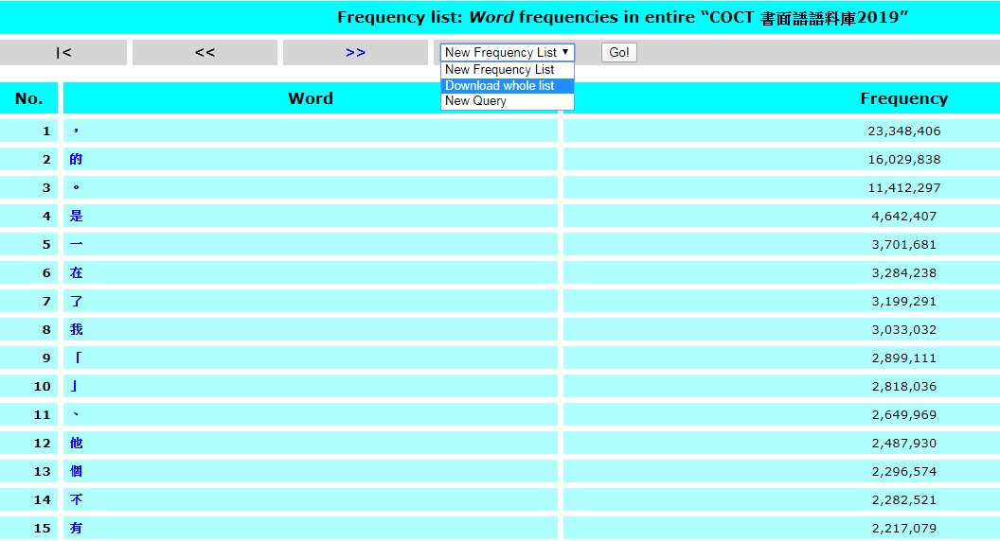 Frequency list: Word frequencies in entire “COCT 書面語語料庫2019”
|< << >> New Frequency List ▼ Go!
New Frequency List
Download whole list
New Query
No. Word Frequency
1 , 23,348,406
2 的 16,029,838
3 。 11,412,297
4 是 4,642,407
5 一 3,701,681
6 在 3,284,238
7 了 3,199,291
8 我 3,033,032
9 「 2,899,111
10 」 2,818,036
11 、 2,649,969
12 他 2,487,930
13 個 2,296,574
14 不 2,282,521
15 有 2,217,079